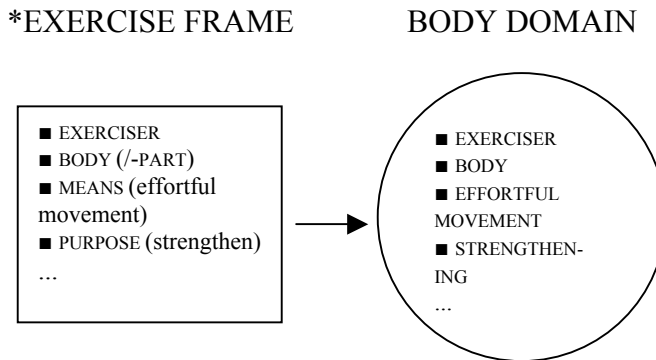 *EXERCISE FRAME
BODY DOMAIN
■ EXERCISER
■ BODY (/-PART)
■ MEANS (effortful
movement)
■ PURPOSE (strengthen)
...
■ EXERCISER
■ BODY
■ EFFORTFUL
MOVEMENT
■ STRENGTHEN-
ING
...